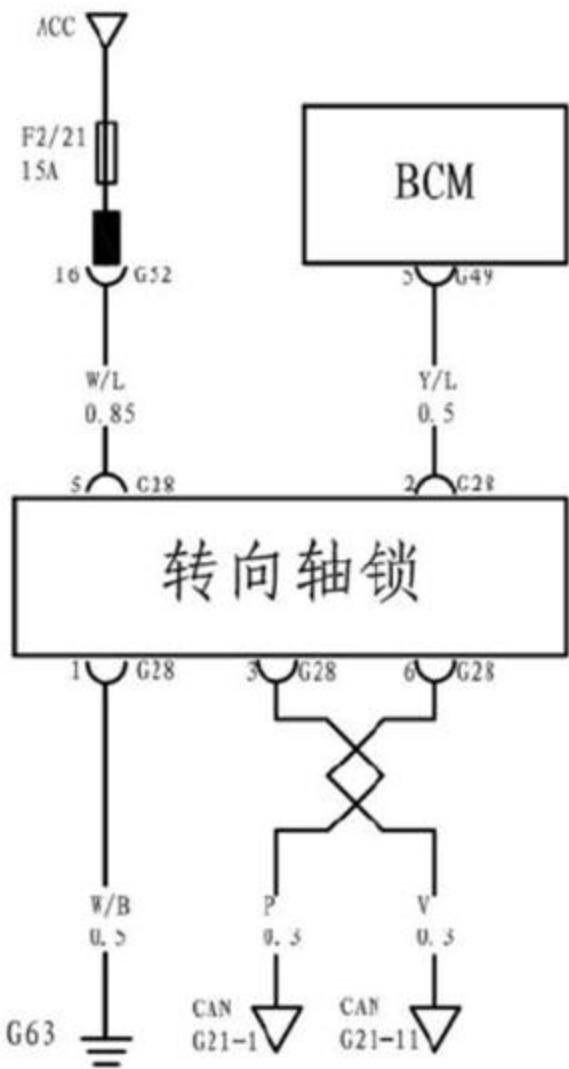 ACC
F2/21
15A
BCM
16 G52
5 G49
W/L
0.85
Y/L
0.5
5 G28
2 G28
转向轴锁
1 G28
3 G28
6 G28
W/B
0.5
P
0.3
V
0.3
G63
CAN
G21-1
CAN
G21-11